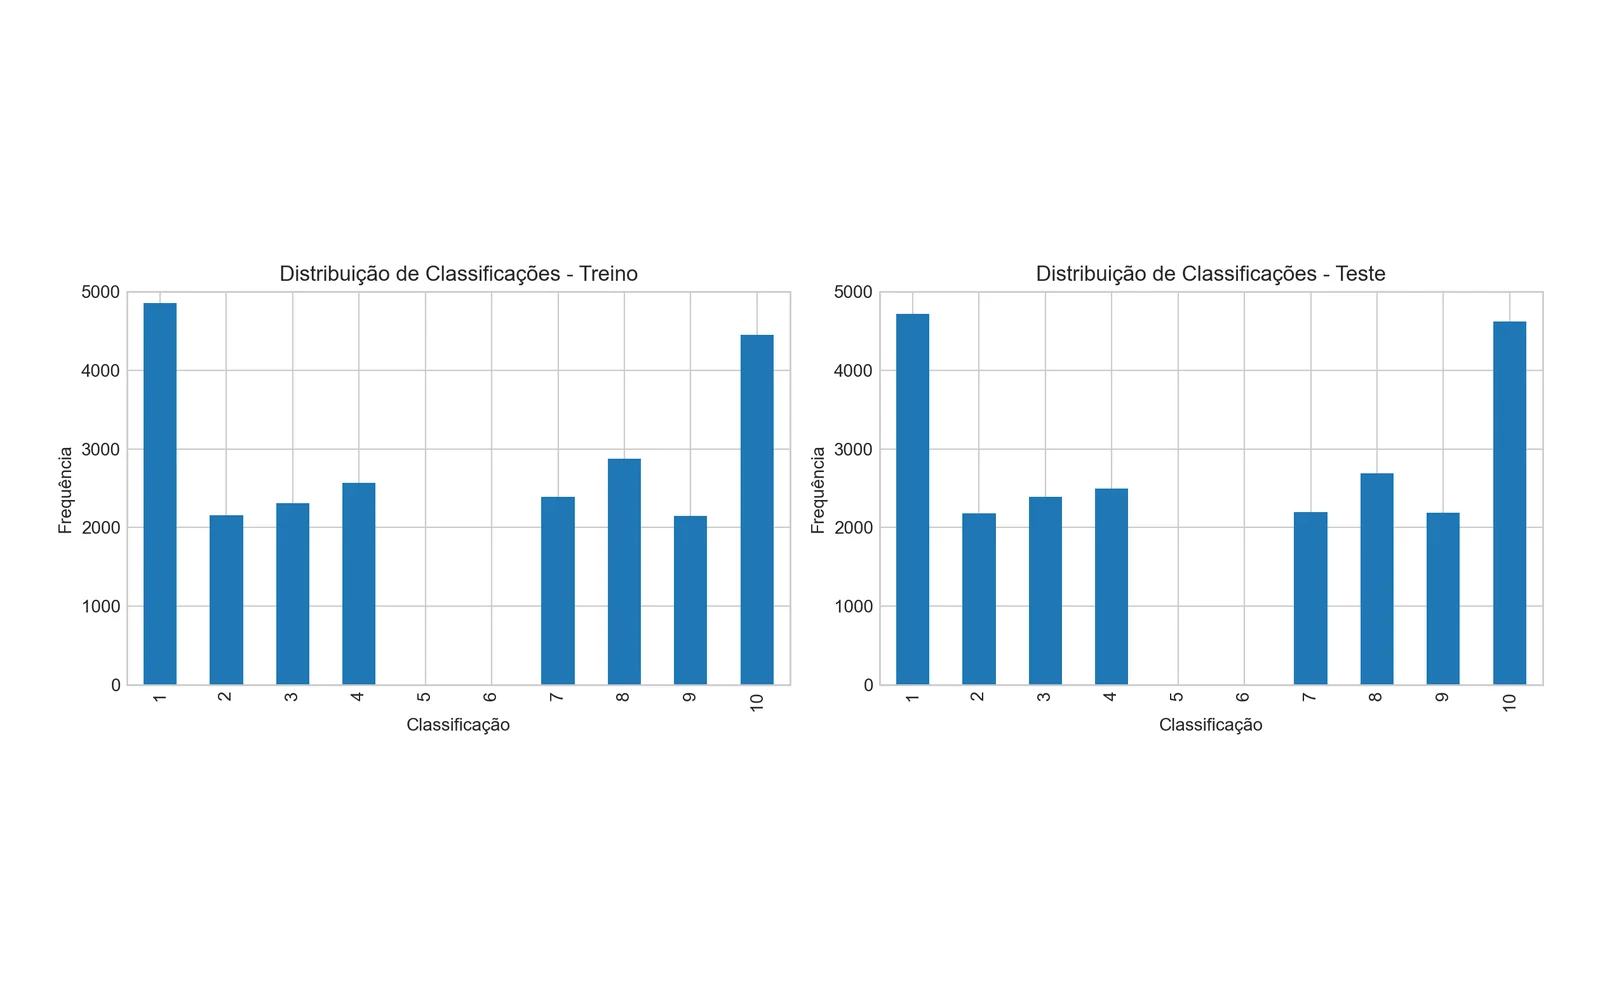 Distribuição de Classificações - Treino
5000
4000
3000
2000
1000
0
Frequência
1 2 3 4 5 6 7 8 9 10
Classificação
Distribuição de Classificações - Teste
5000
4000
3000
2000
1000
0
Frequência
1 2 3 4 5 6 7 8 9 10
Classificação